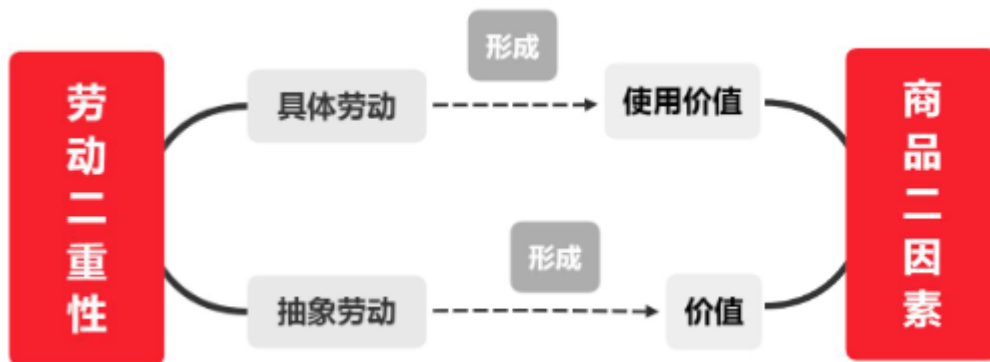 劳动二重性
形成
具体劳动
使用价值
形成
抽象劳动
价值
商品二因素